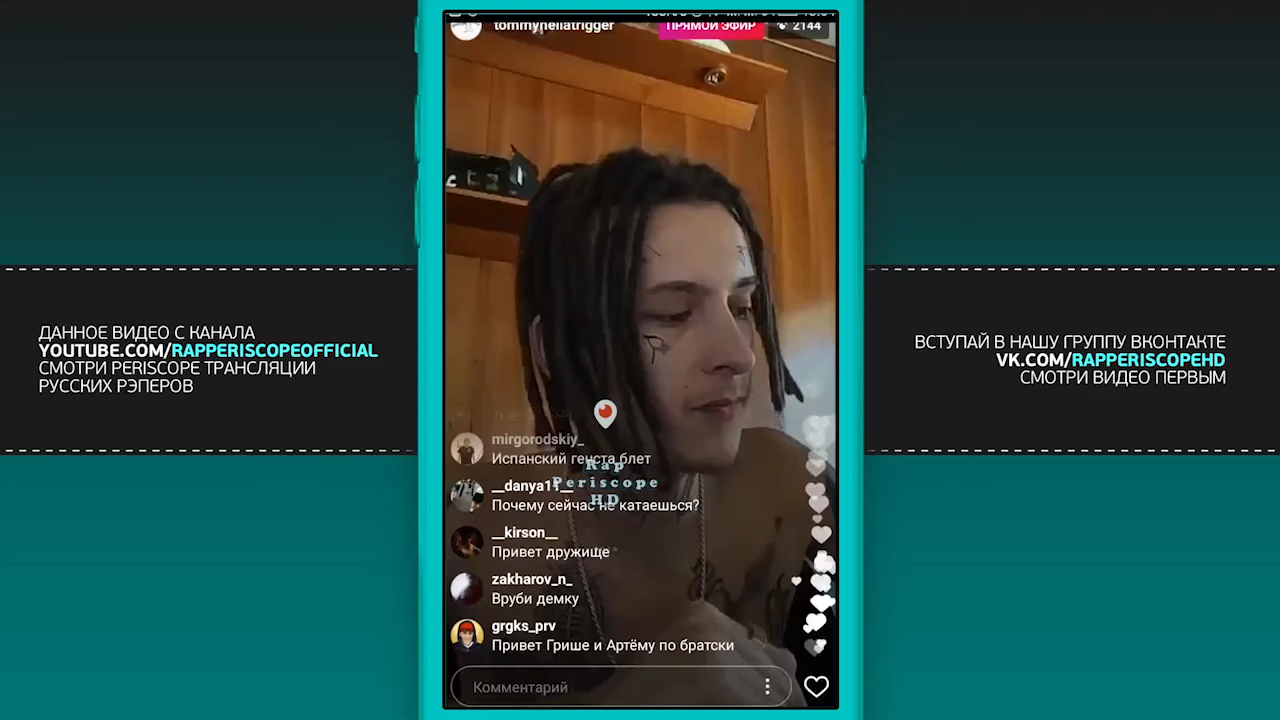 tommyhellatrigger
ПРЯМОЙ ЭФИР
2144
ДАННОЕ ВИДЕО С КАНАЛА
YOUTUBE.COM/RAPPERISCOPEOFFICIAL
СМОТРИ PERISCOPE ТРАНСЛЯЦИИ
РУССКИХ РЭПЕРОВ
ВСТУПАЙ В НАШУ ГРУППУ ВКОНТАКТЕ
VK.COM/RAPPERISCOPEHD
СМОТРИ ВИДЕО ПЕРВЫМ
mirgorodskiy_
Испанский генста блет
Rap
Periscope
HD
__danya11__
Почему сейчас не катаешься?
__kirson__
Привет дружище
zakharov_n_
Вруби демку
grgks_prv
Привет Грише и Артёму по братски
Комментарий